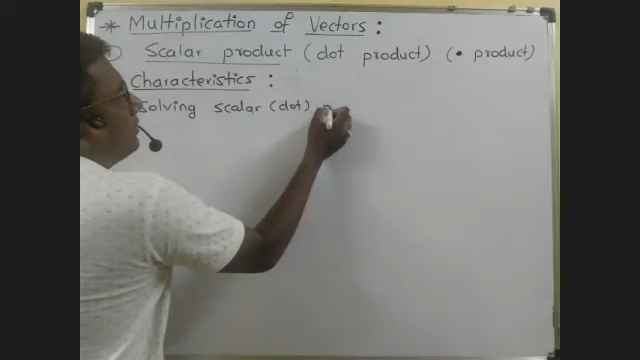 * Multiplication of Vectors :
Scalar product (dot product) (• product)
Characteristics :
Solving scalar (dot) p